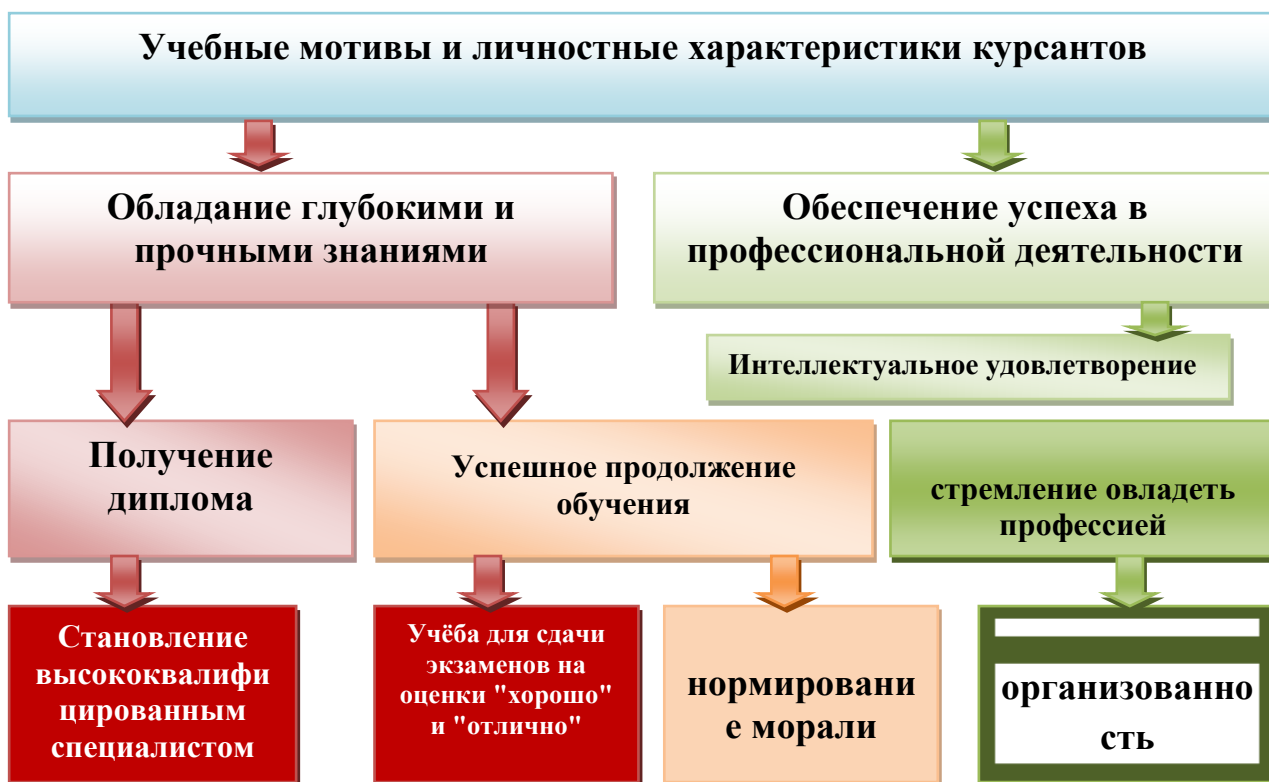 Учебные мотивы и личностные характеристики курсантов
Обладание глубокими и
прочными знаниями
Обеспечение успеха в
профессиональной деятельности
Интеллектуальное удовлетворение
Получение
диплома
Успешное продолжение
обучения
стремление овладеть
профессией
Становление
высококвалифи
цированным
специалистом
Учёба для сдачи
экзаменов на
оценки "хорошо"
и "отлично"
нормировани
е морали
организованно
сть